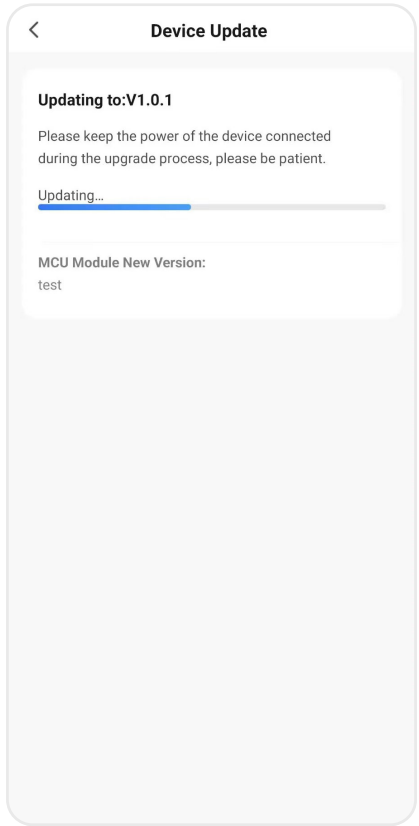 Device Update
Updating to:V1.0.1
Please keep the power of the device connected
during the upgrade process, please be patient.
Updating...
MCU Module New Version:
test